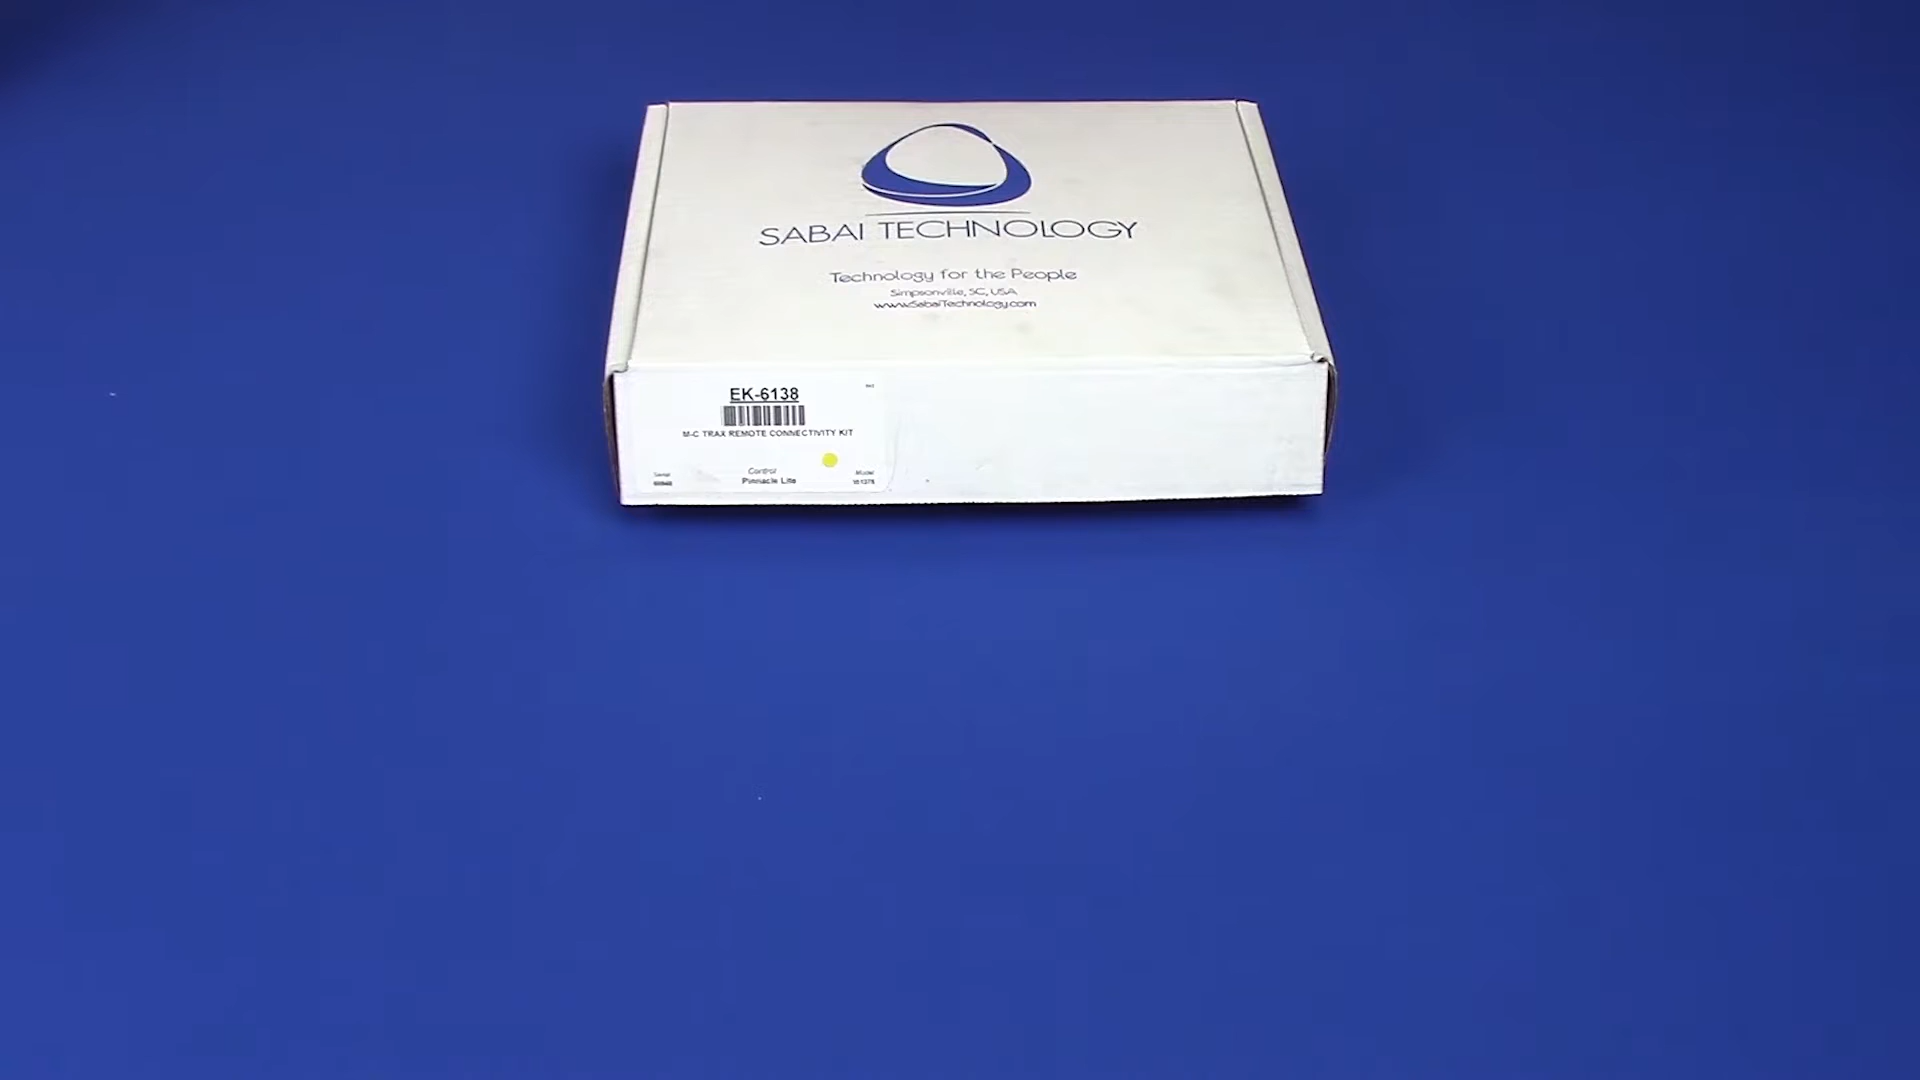 SABAI TECHNOLOGY
Technology for the People
Simpsonville, SC, USA
www.SabaiTechnology.com
EK-6138
M-C TRAX REMOTE CONNECTIVITY KIT
Serial
Control
Model
Pinnacle Lite